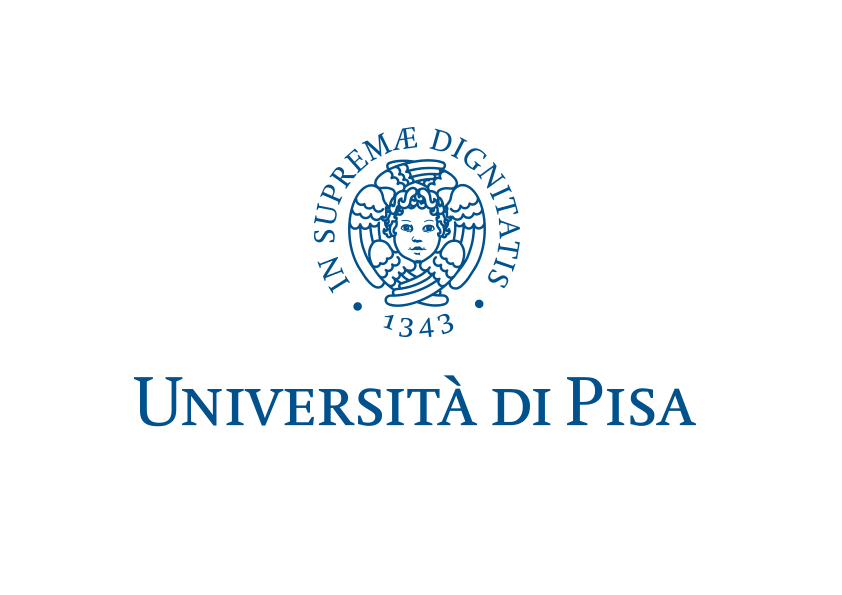 IN SUPREMÆ DIGNITATIS
• 1343 •
UNIVERSITÀ DI PISA